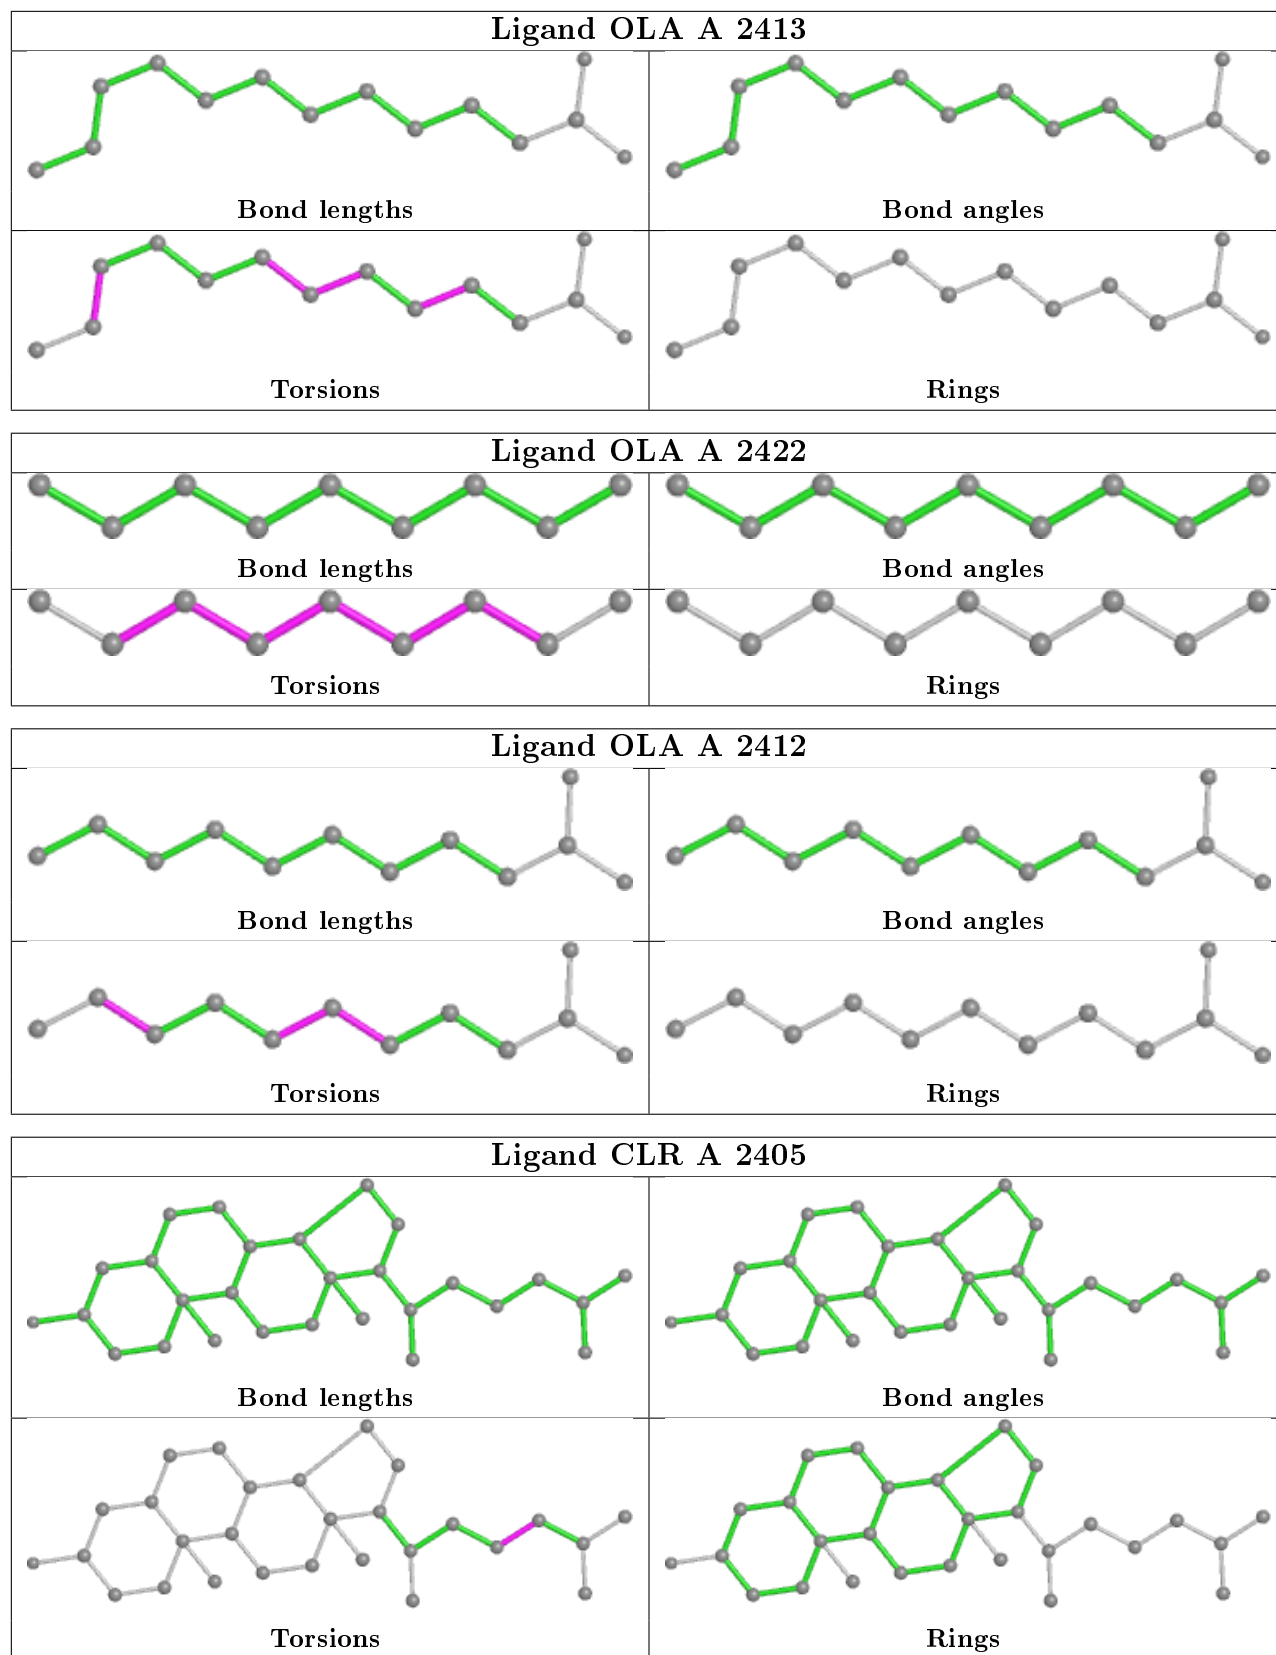 Ligand OLA A 2413
Bond lengths
Bond angles
Torsions
Rings
Ligand OLA A 2422
Bond lengths
Bond angles
Torsions
Rings
Ligand OLA A 2412
Bond lengths
Bond angles
Torsions
Rings
Ligand CLR A 2405
Bond lengths
Bond angles
Torsions
Rings